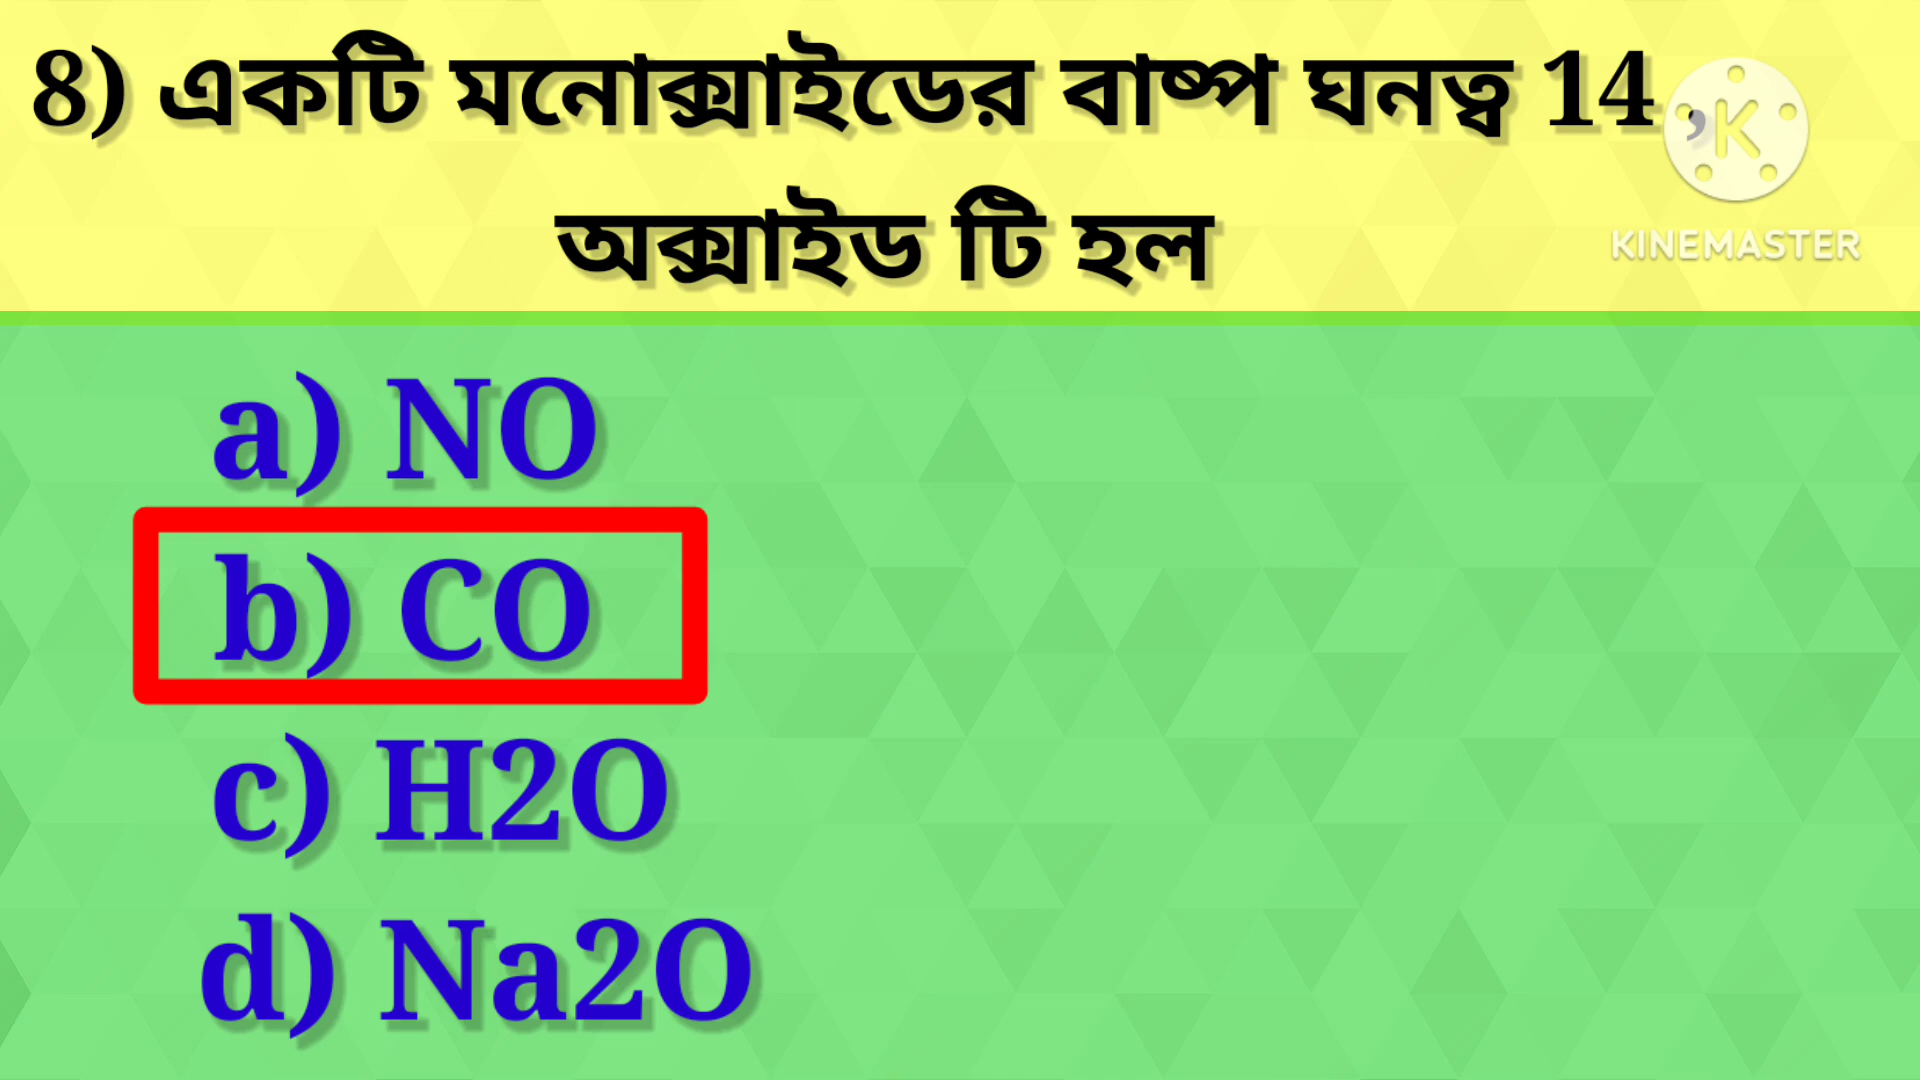 8) একটি মনোক্সাইডের বাষ্প ঘনত্ব 14 ,
অক্সাইড টি হল
KINEMASTER
a) NO
b) CO
c) H2O
d) Na2O